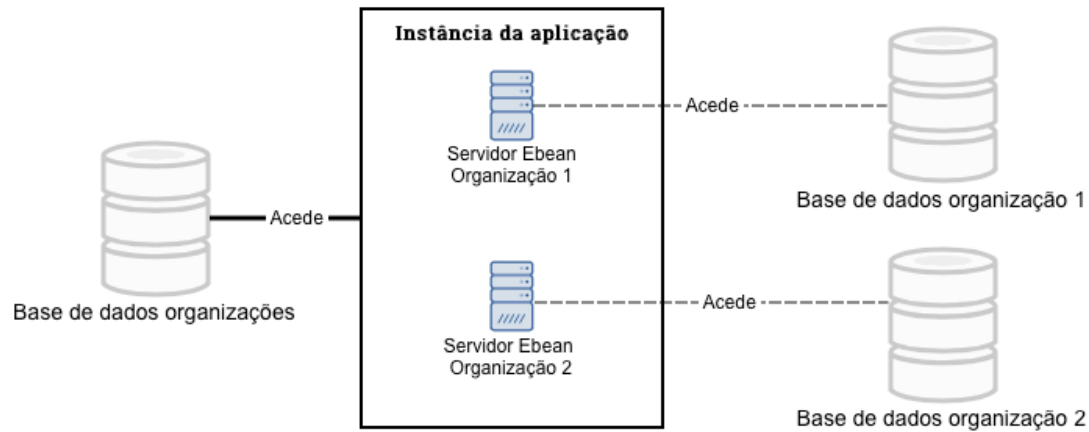 Instância da aplicação
Servidor Ebean
Organização 1
Acede
Base de dados organização 1
Acede
Base de dados organizações
Servidor Ebean
Organização 2
Acede
Base de dados organização 2